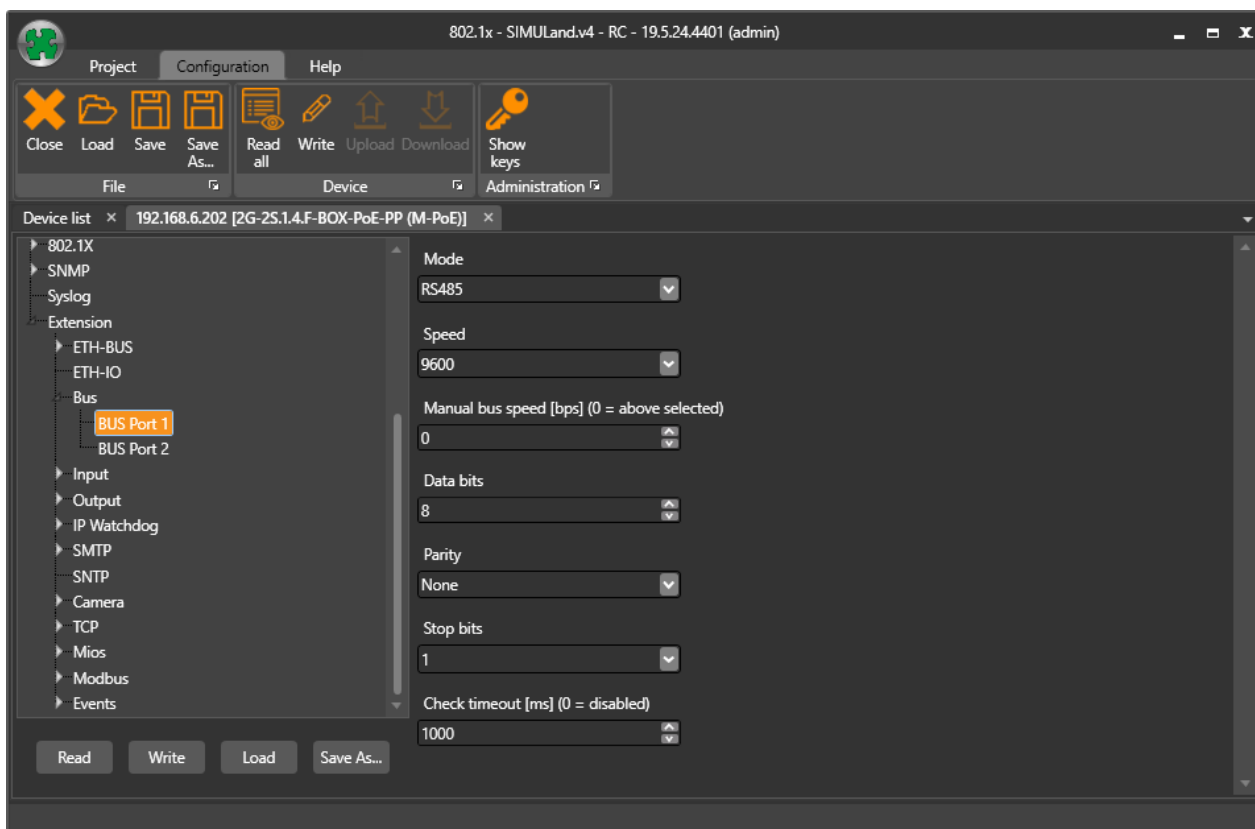 802.1x - SIMULand.v4 - RC - 19.5.24.4401 (admin)
Project Configuration Help
Close Load Save Save As... Read all Write Upload Download Show keys
File Device Administration
Device list × 192.168.6.202 [2G-2S.1.4.F-BOX-PoE-PP (M-PoE)] ×
802.1X
SNMP
Syslog
Extension
ETH-BUS
ETH-IO
Bus
BUS Port 1
BUS Port 2
Input
Output
IP Watchdog
SMTP
SNTP
Camera
TCP
Mios
Modbus
Events
Read Write Load Save As...
Mode
RS485
Speed
9600
Manual bus speed [bps] (0 = above selected)
0
Data bits
8
Parity
None
Stop bits
1
Check timeout [ms] (0 = disabled)
1000